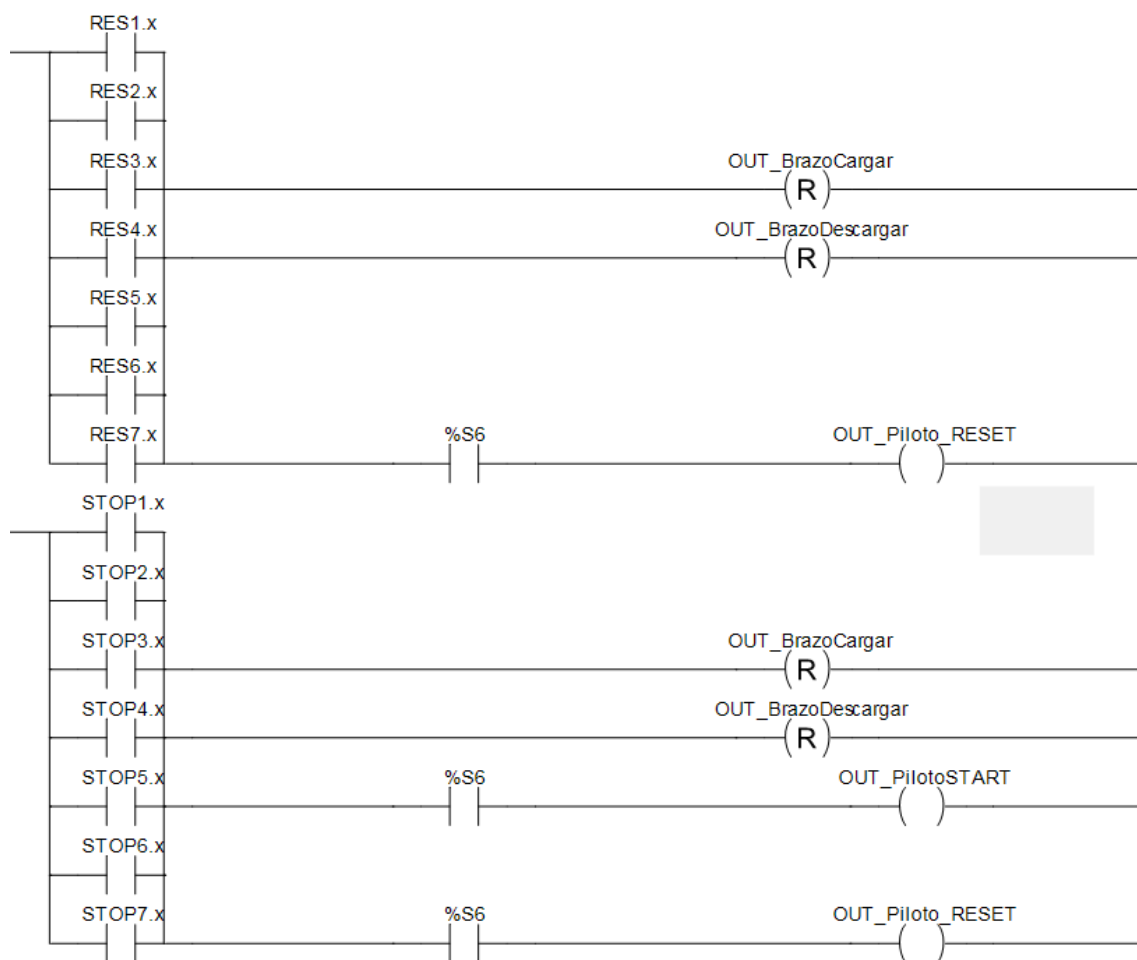 RES1.x
RES2.x
RES3.x OUT_BrazoCargar
(R)
RES4.x OUT_BrazoDescargar
(R)
RES5.x
RES6.x
RES7.x %S6 OUT_Piloto_RESET
STOP1.x
STOP2.x
STOP3.x OUT_BrazoCargar
(R)
STOP4.x OUT_BrazoDescargar
(R)
STOP5.x %S6 OUT_PilotoSTART
STOP6.x
STOP7.x %S6 OUT_Piloto_RESET